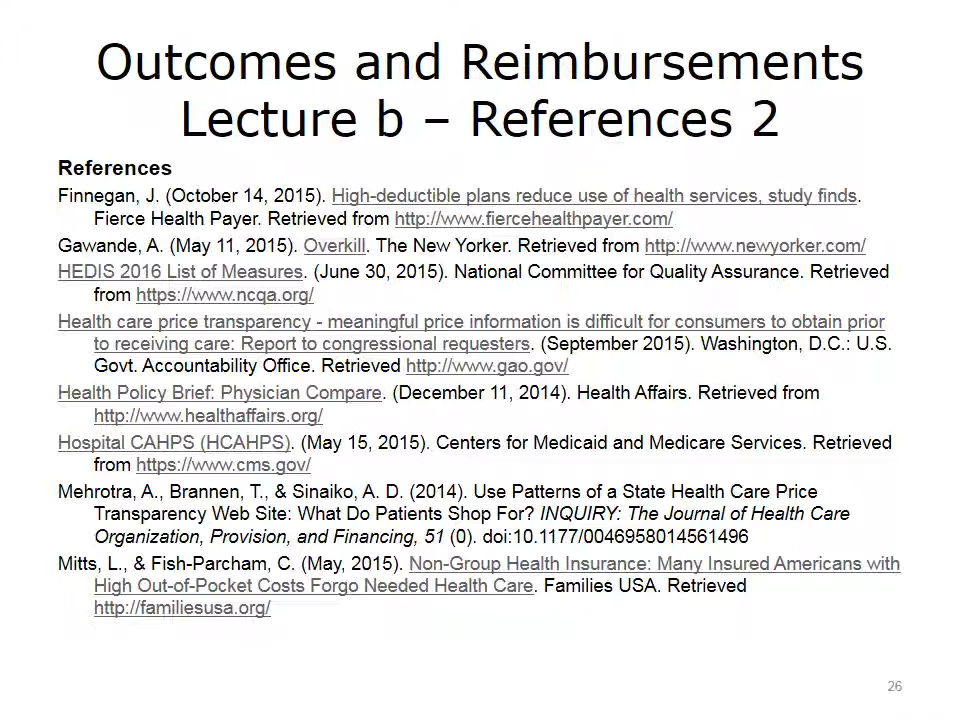 Outcomes and Reimbursements
Lecture b – References 2
References
Finnegan, J. (October 14, 2015). High-deductible plans reduce use of health services, study finds.
Fierce Health Payer. Retrieved from http://www.fiercehealthpayer.com/
Gawande, A. (May 11, 2015). Overkill. The New Yorker. Retrieved from http://www.newyorker.com/
HEDIS 2016 List of Measures. (June 30, 2015). National Committee for Quality Assurance. Retrieved
from https://www.ncqa.org/
Health care price transparency - meaningful price information is difficult for consumers to obtain prior
to receiving care: Report to congressional requesters. (September 2015). Washington, D.C.: U.S.
Govt. Accountability Office. Retrieved http://www.gao.gov/
Health Policy Brief: Physician Compare. (December 11, 2014). Health Affairs. Retrieved from
http://www.healthaffairs.org/
Hospital CAHPS (HCAHPS). (May 15, 2015). Centers for Medicaid and Medicare Services. Retrieved
from https://www.cms.gov/
Mehrotra, A., Brannen, T., & Sinaiko, A. D. (2014). Use Patterns of a State Health Care Price
Transparency Web Site: What Do Patients Shop For? INQUIRY: The Journal of Health Care
Organization, Provision, and Financing, 51 (0). doi:10.1177/0046958014561496
Mitts, L., & Fish-Parcham, C. (May, 2015). Non-Group Health Insurance: Many Insured Americans with
High Out-of-Pocket Costs Forgo Needed Health Care. Families USA. Retrieved
http://familiesusa.org/
26